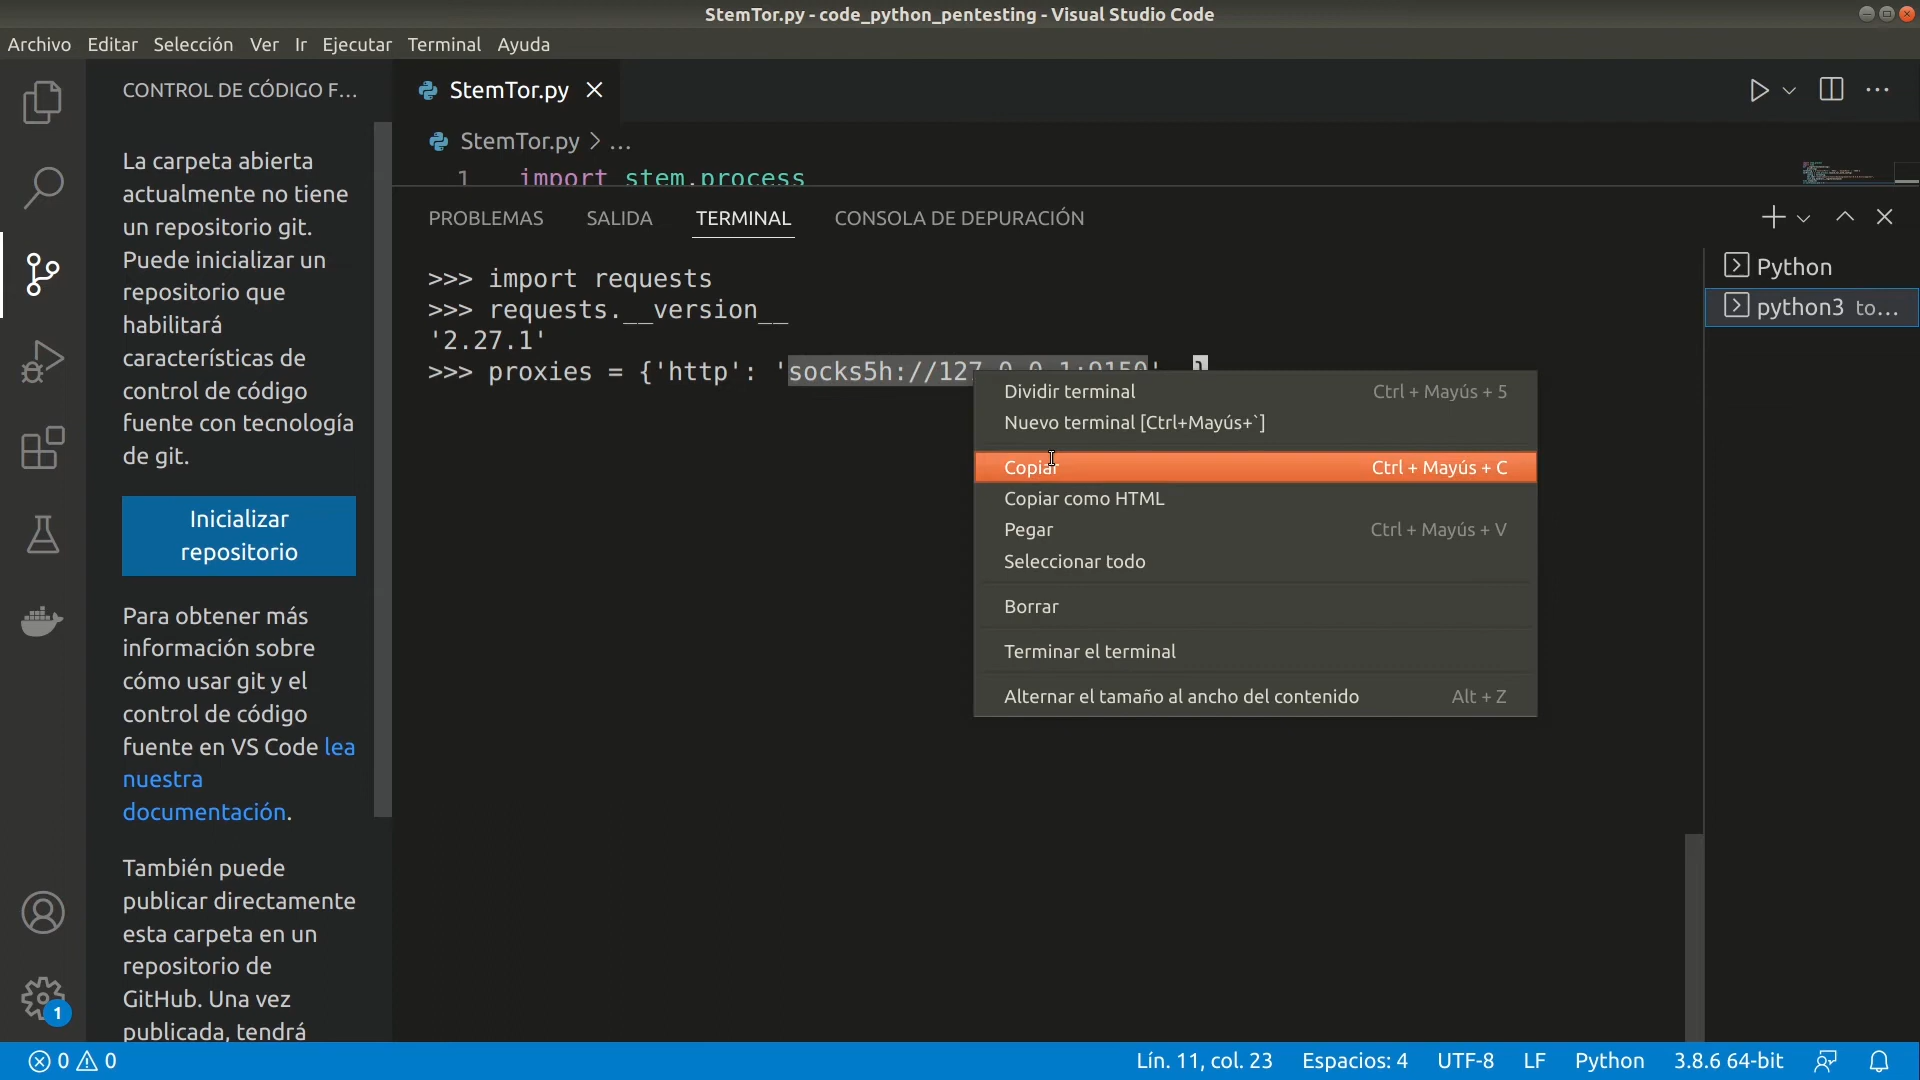 StemTor.py - code_python_pentesting - Visual Studio Code
Archivo Editar Selección Ver Ir Ejecutar Terminal Ayuda
CONTROL DE CÓDIGO F...
La carpeta abierta
actualmente no tiene
un repositorio git.
Puede inicializar un
repositorio que
habilitará
características de
control de código
fuente con tecnología
de git.
Inicializar
repositorio
Para obtener más
información sobre
cómo usar git y el
control de código
fuente en VS Code lea
nuestra
documentación.
También puede
publicar directamente
esta carpeta en un
repositorio de
GitHub. Una vez
publicada, tendrá
1
StemTor.py
StemTor.py > ...
1 import stem.process
PROBLEMAS SALIDA TERMINAL CONSOLA DE DEPURACIÓN
>>> import requests
>>> requests.__version__
'2.27.1'
>>> proxies = {'http': 'socks5h://127.0.0.1:9150'
Dividir terminal Ctrl + Mayús + 5
Nuevo terminal [Ctrl+Mayús+`]
Copiar Ctrl + Mayús + C
Copiar como HTML
Pegar Ctrl + Mayús + V
Seleccionar todo
Borrar
Terminar el terminal
Alternar el tamaño al ancho del contenido Alt + Z
Python
python3 to...
0 0
Lín. 11, col. 23 Espacios: 4 UTF-8 LF Python 3.8.6 64-bit